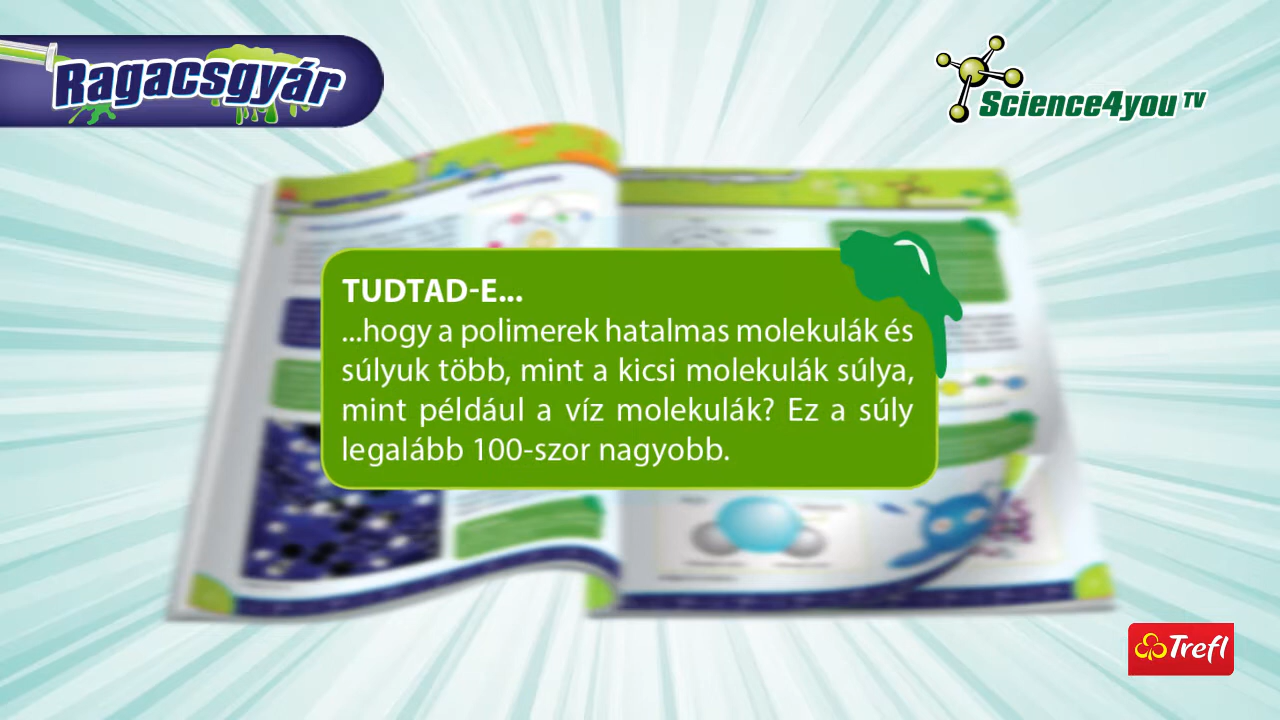 Ragacsgyár
Science4you TV
TUDTAD-E...
...hogy a polimerek hatalmas molekulák és
súlyuk több, mint a kicsi molekulák súlya,
mint például a víz molekulák? Ez a súly
legalább 100-szor nagyobb.
Trefl